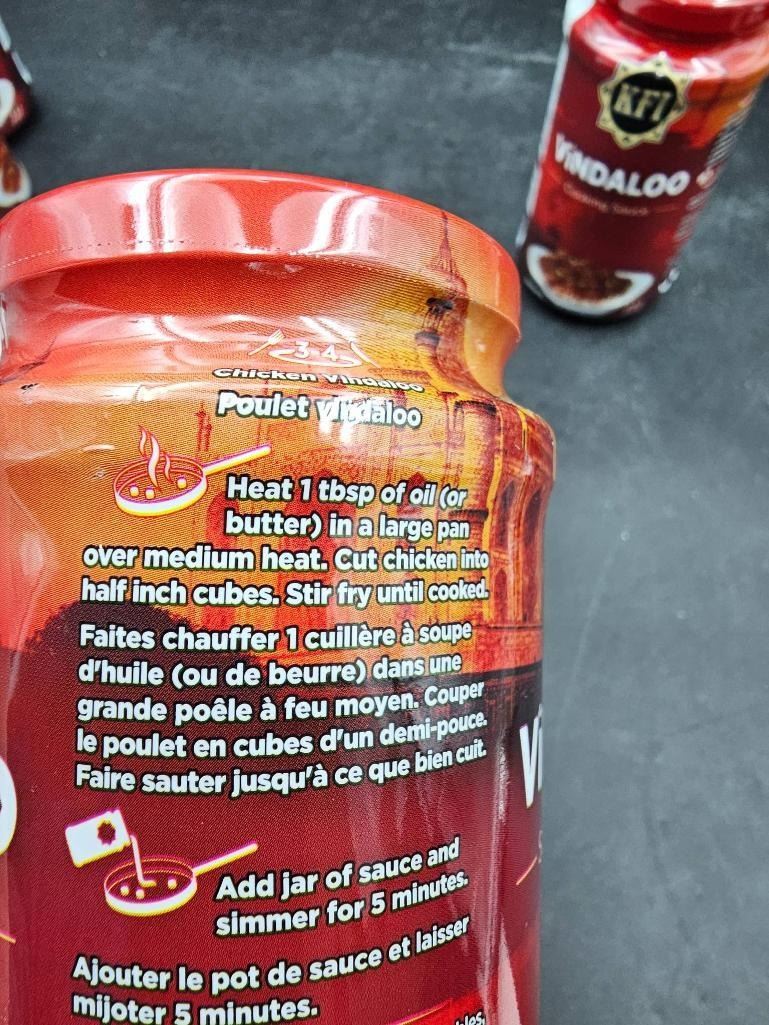 KFI
ViNDALOO
Cooking Sauce
3 4
Chicken Vindaloo
Poulet vindaloo
Heat 1 tbsp of oil (or
butter) in a large pan
over medium heat. Cut chicken into
half inch cubes. Stir fry until cooked.
Faites chauffer 1 cuillère à soupe
d'huile (ou de beurre) dans une
grande poêle à feu moyen. Couper
le poulet en cubes d'un demi-pouce.
Faire sauter jusqu'à ce que bien cuit.
Vi
Add jar of sauce and
simmer for 5 minutes.
Ajouter le pot de sauce et laisser
mijoter 5 minutes.